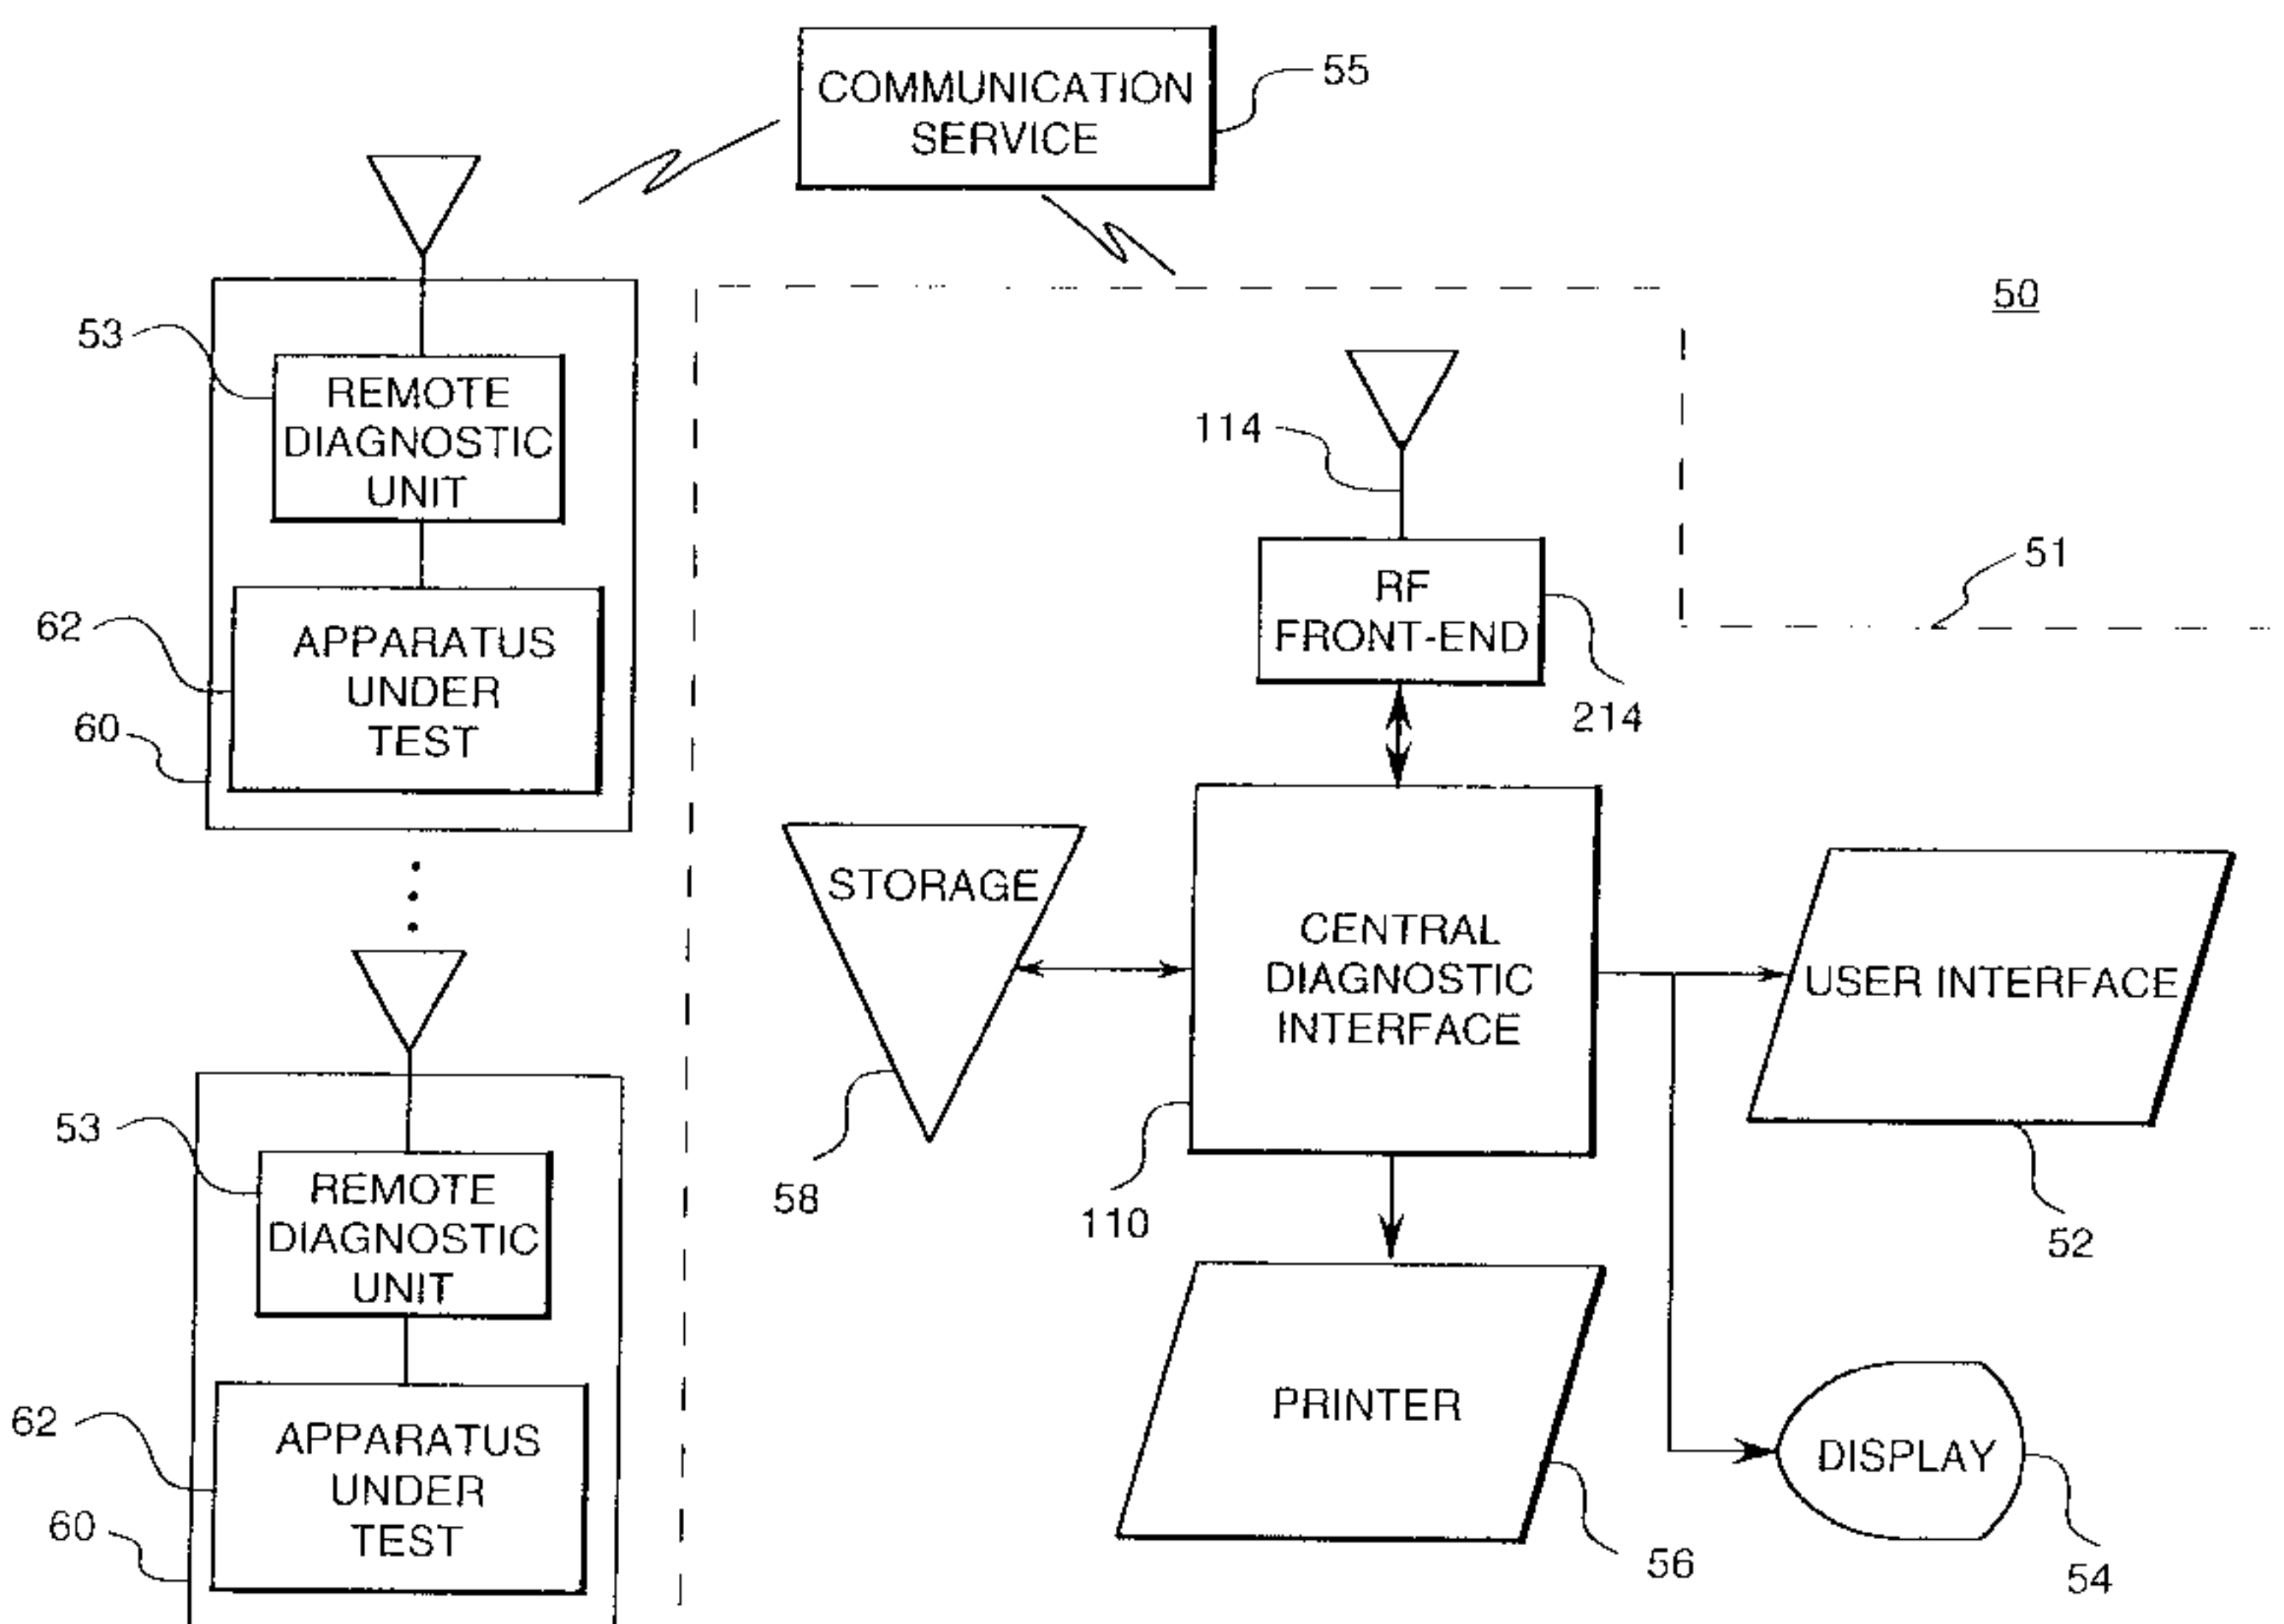 COMMUNICATION
SERVICE
55
50
53
REMOTE
DIAGNOSTIC
UNIT
62
APPARATUS
UNDER
TEST
60
114
RF
FRONT-END
214
51
STORAGE
58
CENTRAL
DIAGNOSTIC
INTERFACE
110
USER INTERFACE
52
53
REMOTE
DIAGNOSTIC
UNIT
62
APPARATUS
UNDER
TEST
60
PRINTER
56
DISPLAY
54